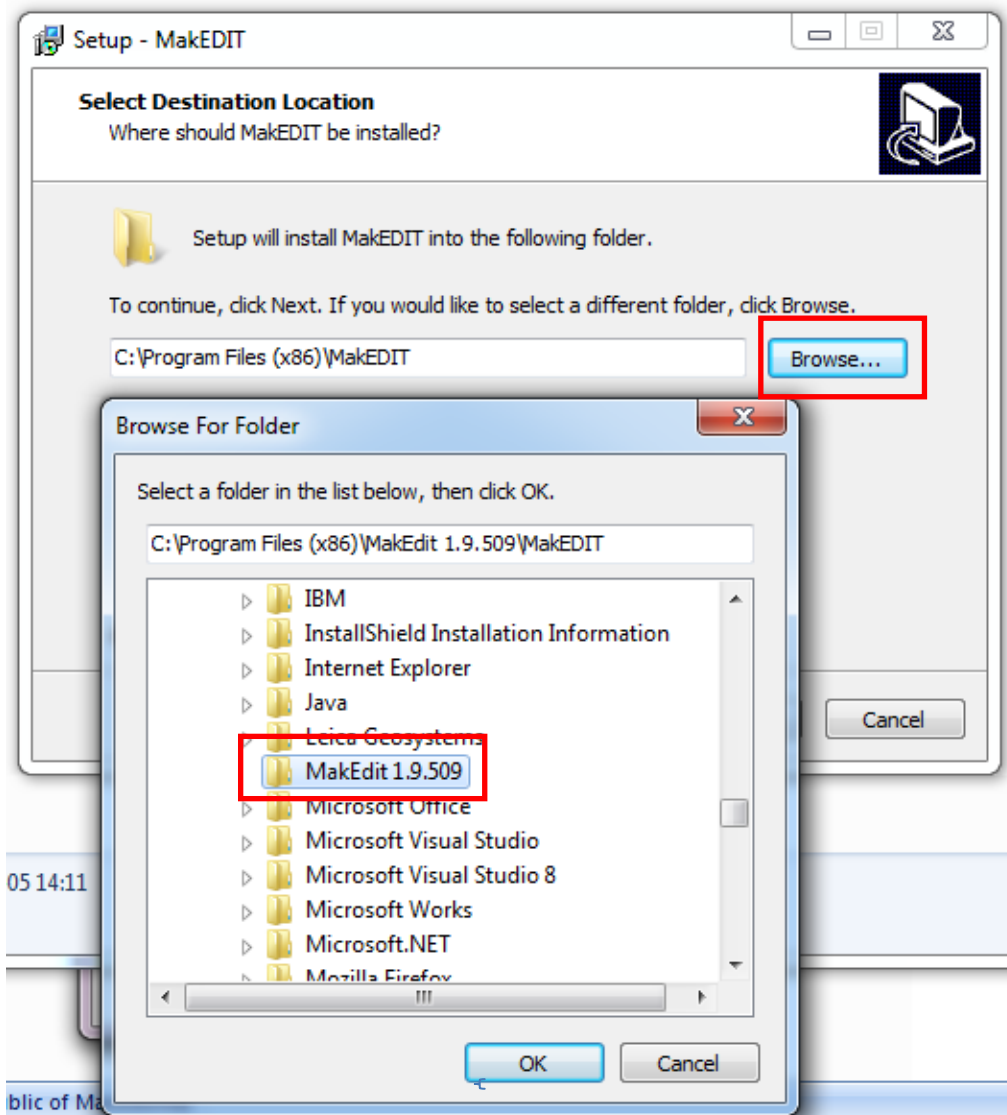 Setup - MakEDIT
Select Destination Location
Where should MakEDIT be installed?
Setup will install MakEDIT into the following folder.
To continue, click Next. If you would like to select a different folder, click Browse.
C:\Program Files (x86)\MakEDIT
Browse...
Browse For Folder
Select a folder in the list below, then click OK.
C:\Program Files (x86)\MakEdit 1.9.509\MakEDIT
IBM
InstallShield Installation Information
Internet Explorer
Java
Leica Geosystems
Cancel
MakEdit 1.9.509
Microsoft Office
Microsoft Visual Studio
Microsoft Visual Studio 8
05 14:11
Microsoft Works
Microsoft.NET
Mozilla Firefox
OK
Cancel
blic of Ma